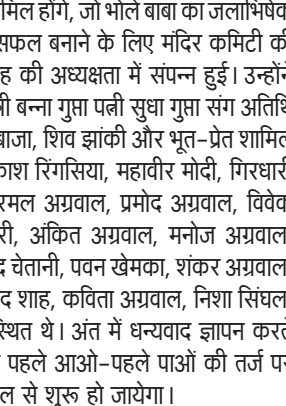 मिल होंगे, जो भोले बाबा का जलाभिषेक
सफल बनाने के लिए मंदिर कमिटी की
ह की अध्यक्षता में संपन्न हुई। उन्होंने
बन्ना गुप्ता पत्नी सुधा गुप्ता संग अतिथि
बाजा, शिव झांकी और भूत-प्रेत शामिल
काश रिंगसिया, महावीर मोदी, गिरधारी
रमल अग्रवाल, प्रमोद अग्रवाल, विवेक
री, अंकित अग्रवाल, मनोज अग्रवाल
द चेतानी, पवन खेमका, शंकर अग्रवाल
द शाह, कविता अग्रवाल, निशा सिंघल
स्थित थे। अंत में धन्यवाद ज्ञापन करते
पहले आओ-पहले पाओं की तर्ज पर
ल से शुरू हो जायेगा।